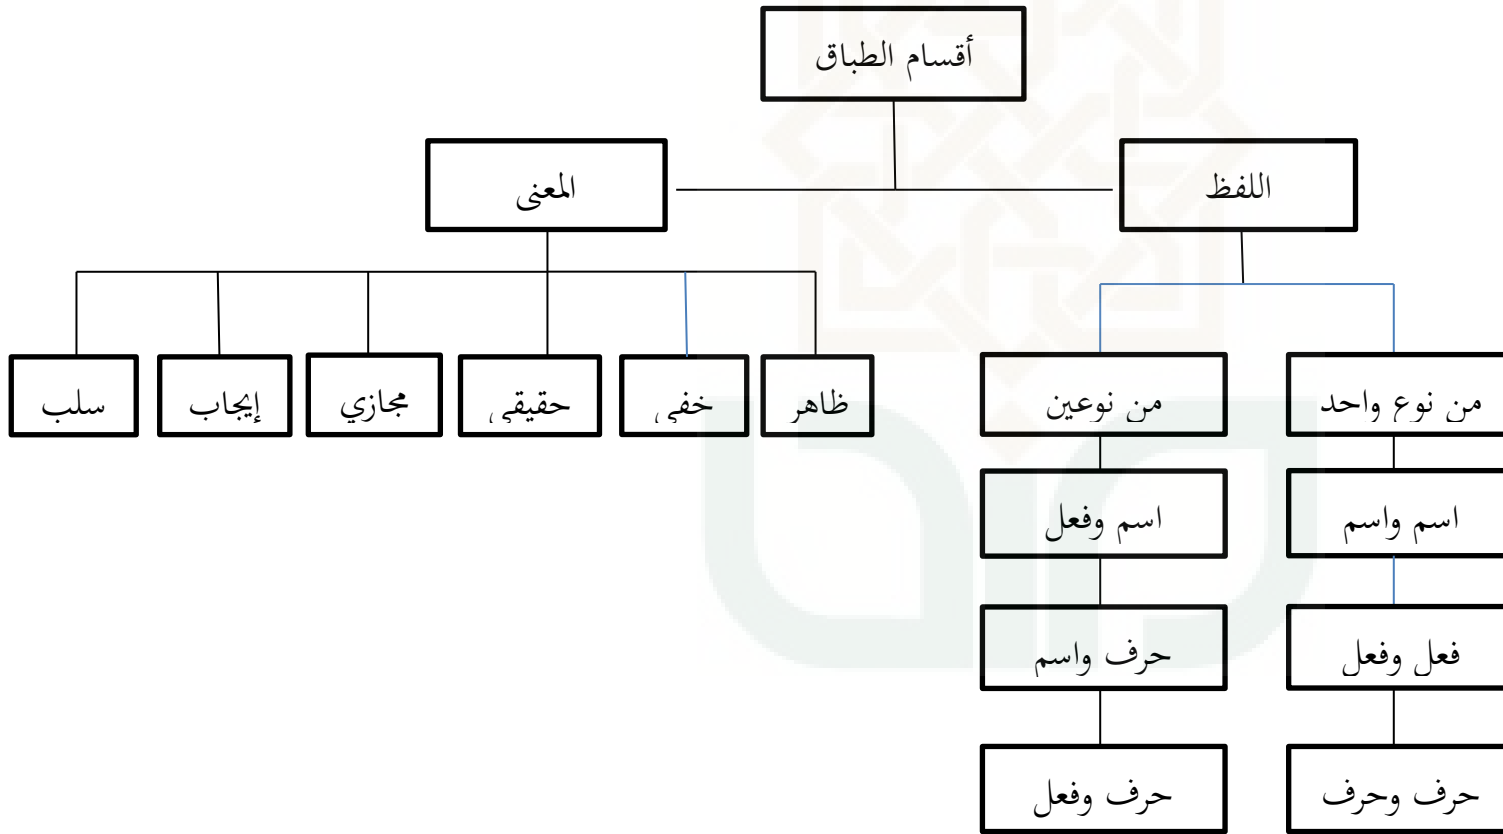 أقسام الطباق
اللفظ
المعنى
من نوع واحد
من نوعين
ظاهر
خفي
حقيقي
مجازي
إيجاب
سلب
اسم واسم
اسم وفعل
فعل وفعل
حرف واسم
حرف وحرف
حرف وفعل